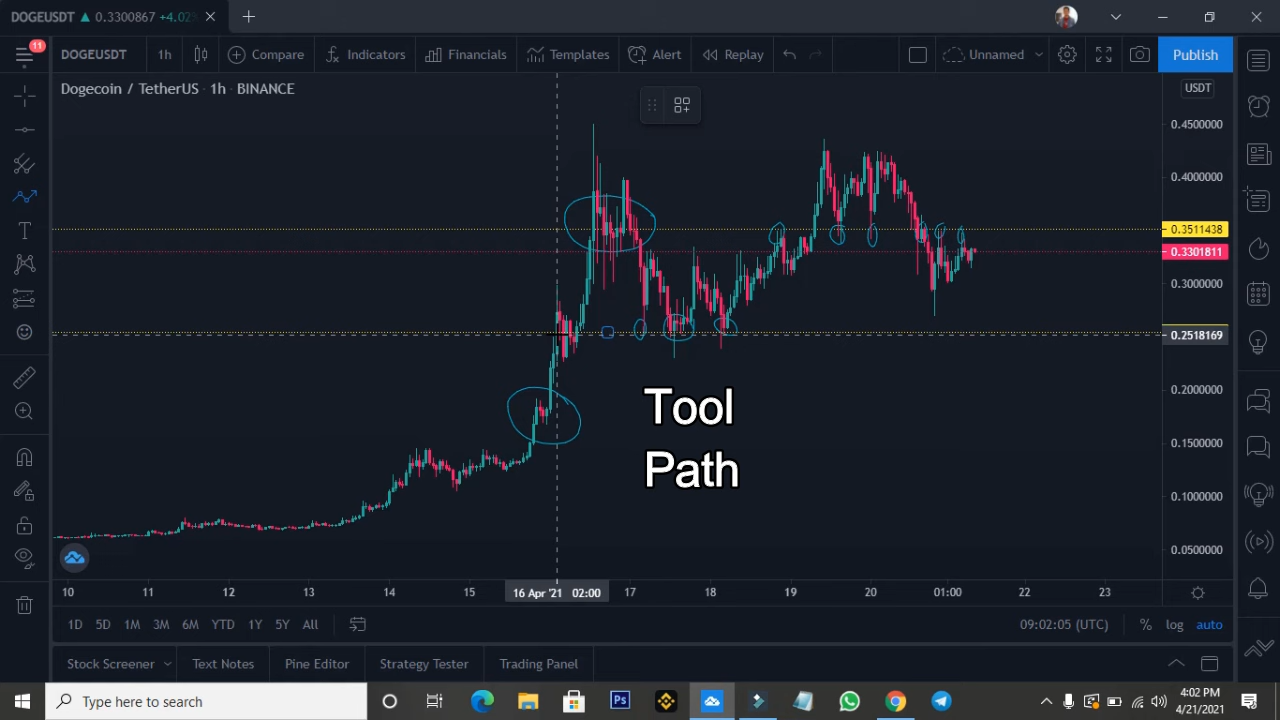 DOGEUSDT ▲ 0.3300867 +4.02
11
DOGEUSDT 1h Compare Indicators Financials Templates Alert Replay Unnamed Publish
Dogecoin / TetherUS · 1h · BINANCE
USDT
0.4500000
0.4000000
0.3511438
0.3301811
0.3000000
0.2518169
0.2000000
0.1500000
0.1000000
0.0500000
Tool
Path
10 11 12 13 14 15 16 Apr '21 02:00 17 18 19 20 01:00 22 23
1D 5D 1M 3M 6M YTD 1Y 5Y All 09:02:05 (UTC) % log auto
Stock Screener Text Notes Pine Editor Strategy Tester Trading Panel
Type here to search
Ps
4:02 PM
4/21/2021